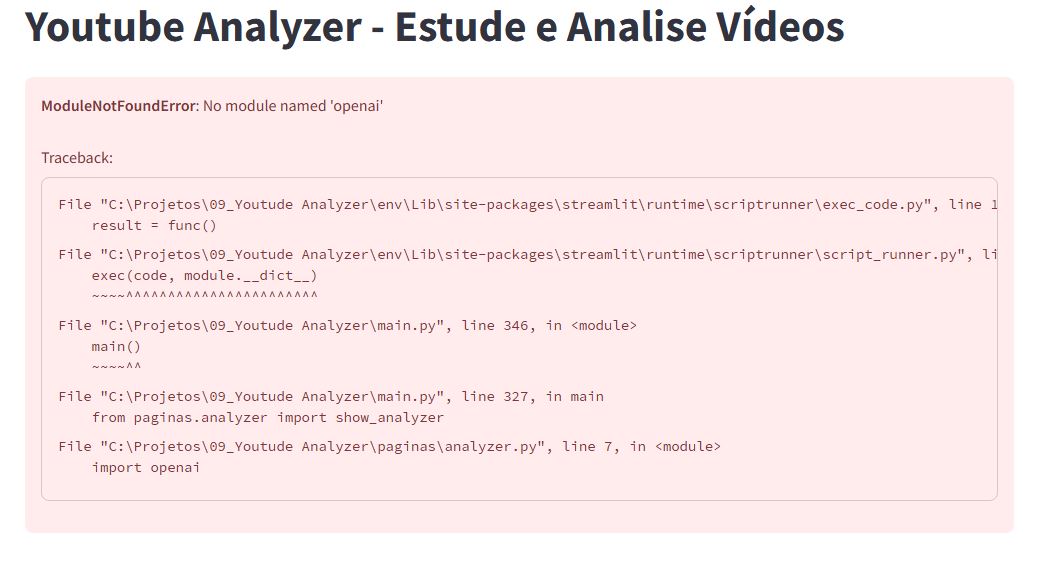 Youtube Analyzer - Estude e Analise Vídeos
ModuleNotFoundError: No module named 'openai'
Traceback:
File "C:\Projetos\09_Youtude Analyzer\env\Lib\site-packages\streamlit\runtime\scriptrunner\exec_code.py", line 1
result = func()
File "C:\Projetos\09_Youtude Analyzer\env\Lib\site-packages\streamlit\runtime\scriptrunner\script_runner.py", li
exec(code, module.__dict__)
~~~~^^^^^^^^^^^^^^^^^^^^^^^
File "C:\Projetos\09_Youtude Analyzer\main.py", line 346, in <module>
main()
~~~~^^
File "C:\Projetos\09_Youtude Analyzer\main.py", line 327, in main
from paginas.analyzer import show_analyzer
File "C:\Projetos\09_Youtude Analyzer\paginas\analyzer.py", line 7, in <module>
import openai